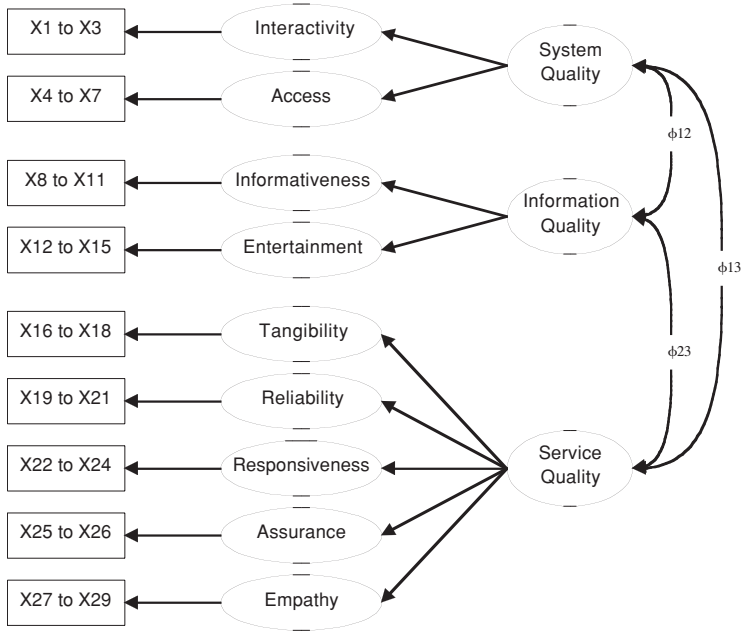 X1 to X3
Interactivity
System
Quality
X4 to X7
Access
ϕ12
X8 to X11
Informativeness
Information
Quality
X12 to X15
Entertainment
ϕ13
X16 to X18
Tangibility
ϕ23
X19 to X21
Reliability
X22 to X24
Responsiveness
Service
Quality
X25 to X26
Assurance
X27 to X29
Empathy